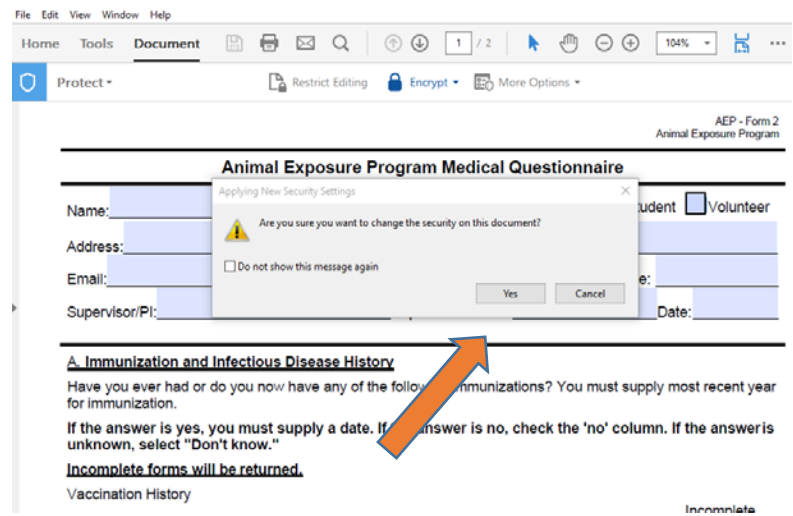 File Edit View Window Help
Home Tools Document 1 / 2 104%
Protect Restrict Editing Encrypt More Options
AEP - Form 2
Animal Exposure Program
Animal Exposure Program Medical Questionnaire
Applying New Security Settings
Are you sure you want to change the security on this document?
Do not show this message again
Yes Cancel
Name: Volunteer
Address:
Email:
Supervisor/PI: Date:
A. Immunization and Infectious Disease History
Have you ever had or do you now have any of the immunizations? You must supply most recent year
for immunization.
If the answer is yes, you must supply a date. If answer is no, check the 'no' column. If the answer is
unknown, select "Don't know."
Incomplete forms will be returned.
Vaccination History
Incomplete